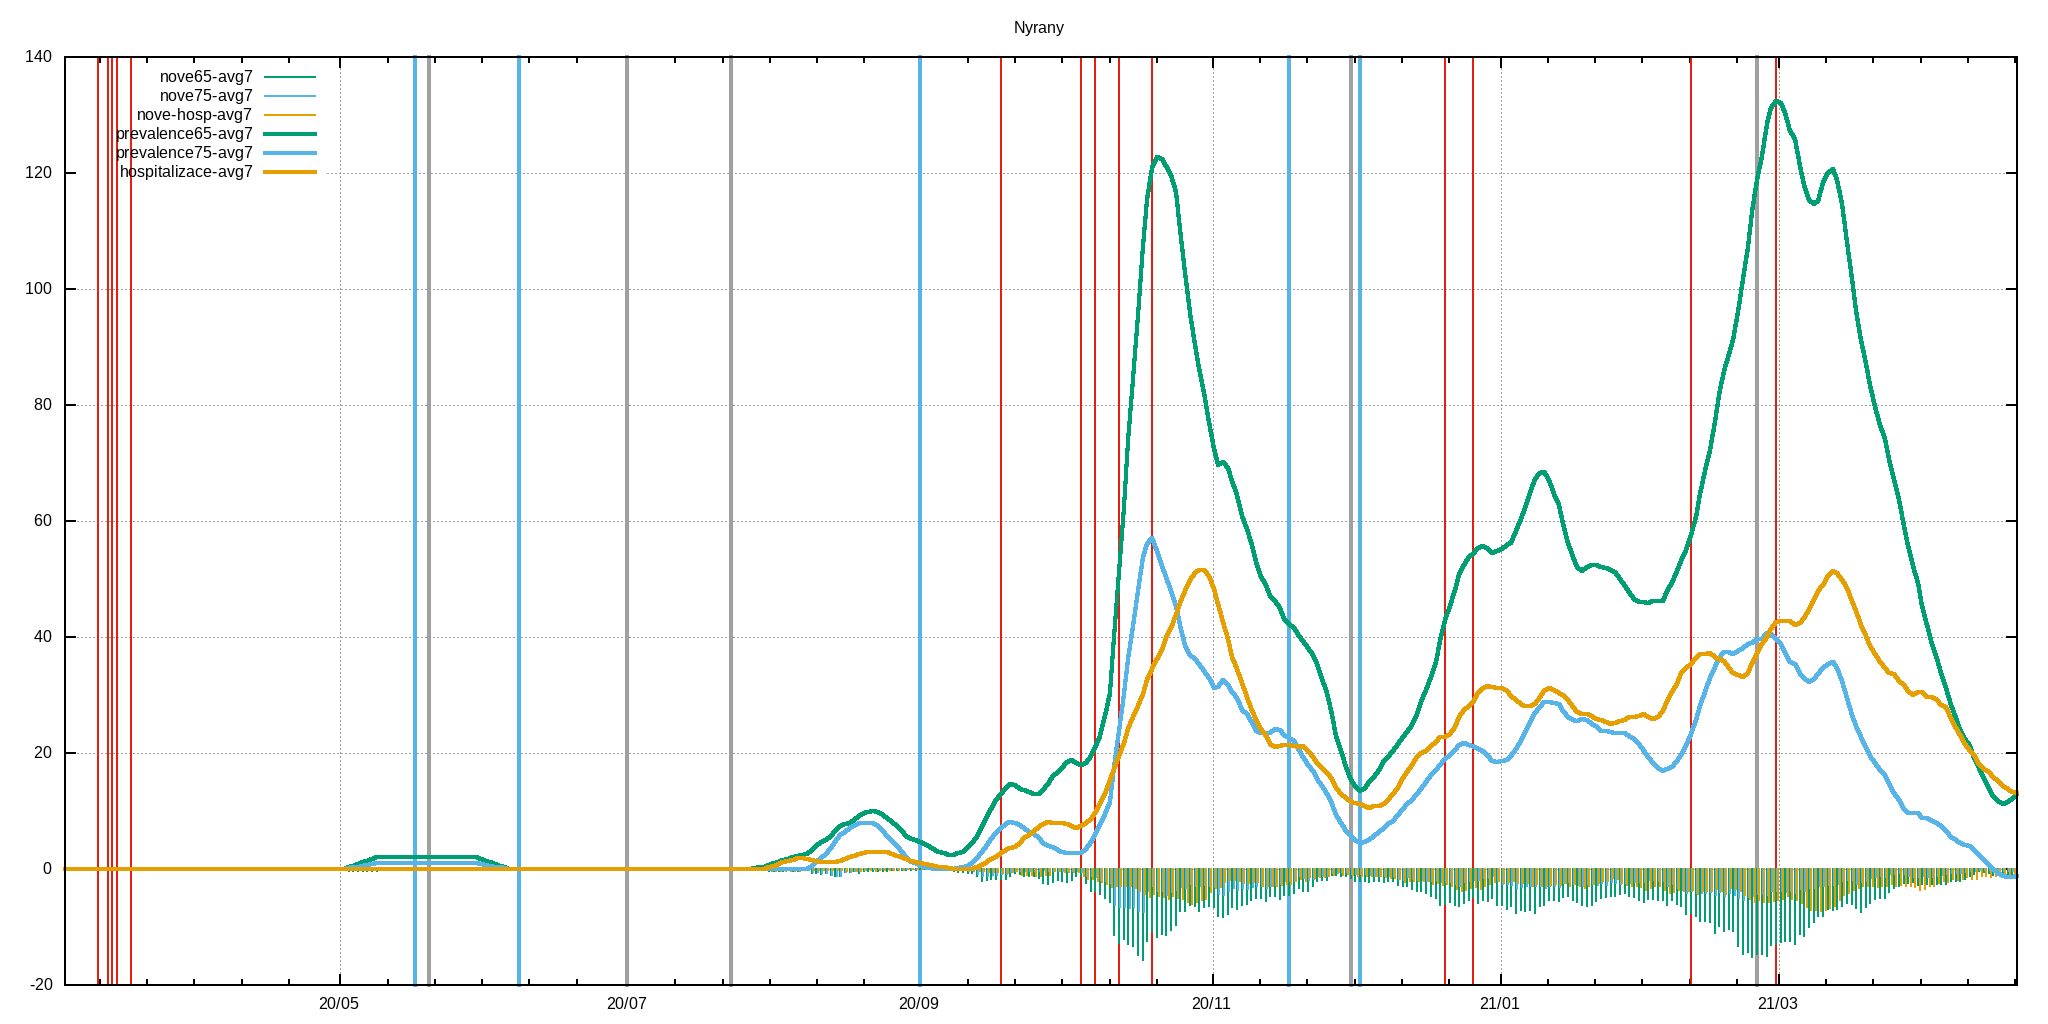 Nyrany
140
120
100
80
60
40
20
0
-20
nove65-avg7
nove75-avg7
nove-hosp-avg7
prevalence65-avg7
prevalence75-avg7
hospitalizace-avg7
20/05 20/07 20/09 20/11 21/01 21/03